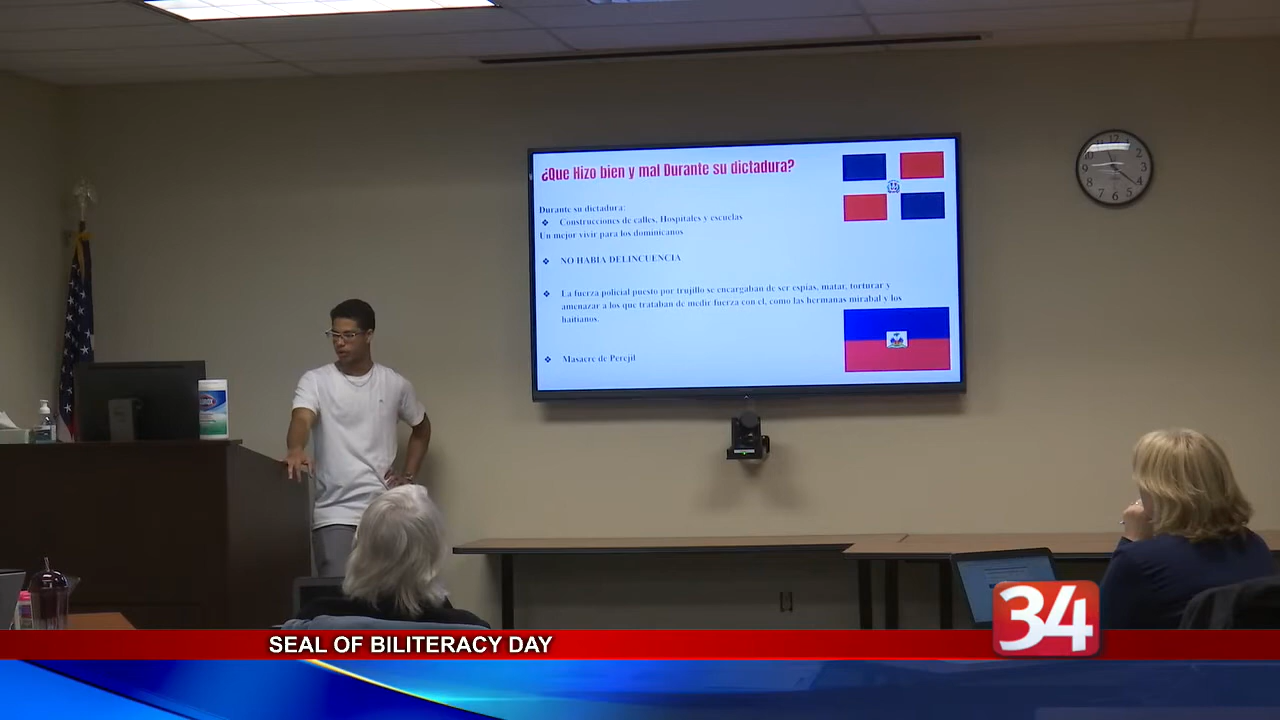 ¿Que Hizo bien y mal Durante su dictadura?
Durante su dictadura:
❖ Construcciones de calles, Hospitales y escuelas
Un mejor vivir para los dominicanos
❖ NO HABIA DELINCUENCIA
❖ La fuerza policial puesto por trujillo se encargaban de ser espias, matar, torturar y
amenazar a los que trataban de medir fuerza con el, como las hermanas mirabal y los
haitianos.
❖ Masacre de Perejil
SEAL OF BILITERACY DAY
34